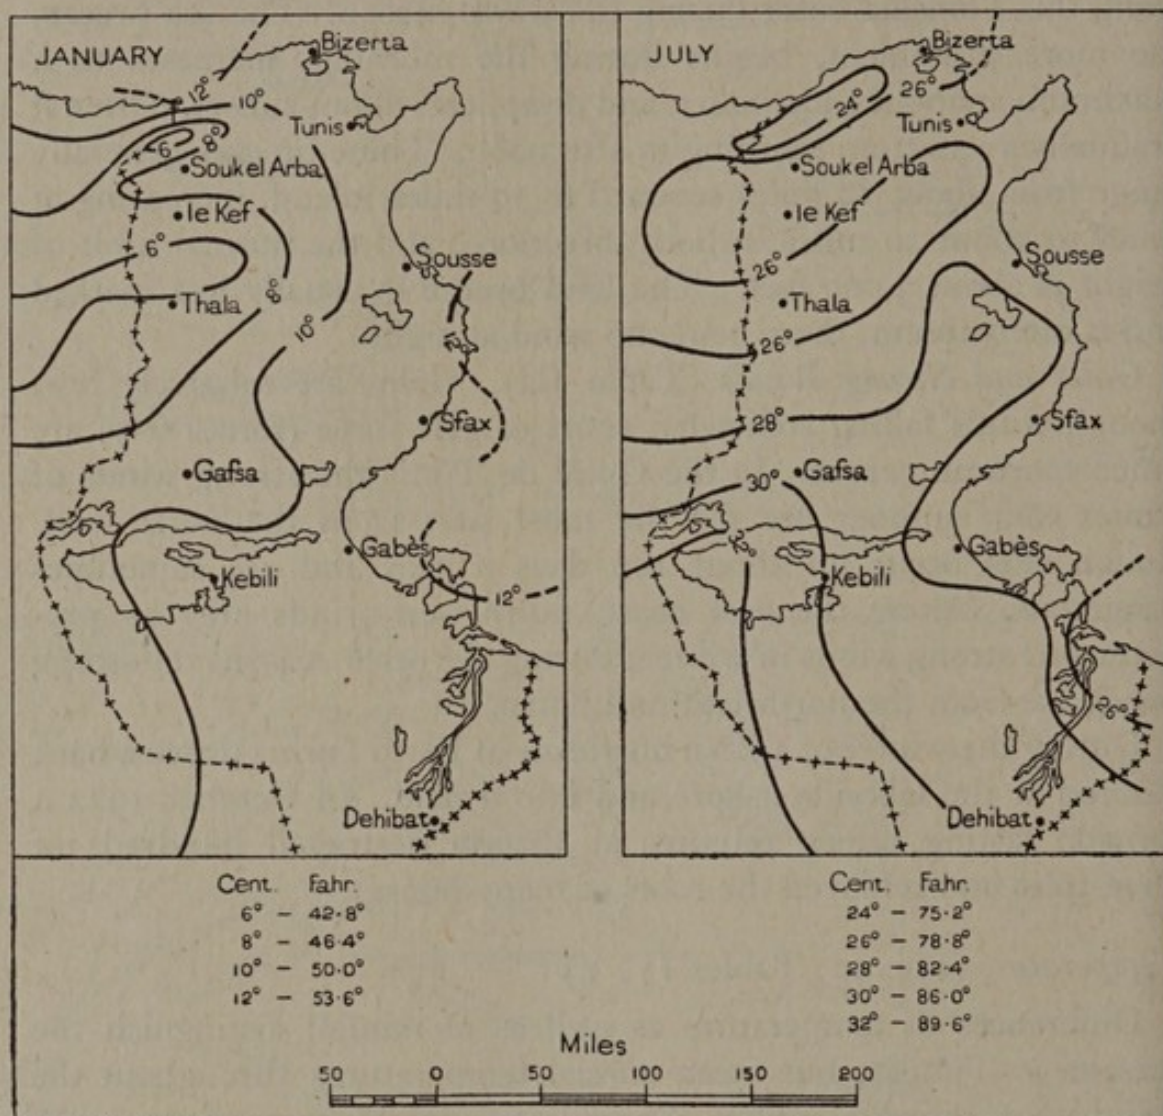 JANUARY
Bizerta
12°
10°
Tunis
8°
6
Soukel Arba
le Kef
6°
Sousse
8°
Thala
10°
12°
Sfax
Gafsa
Gabès
Kebili
12°
Dehibat
Cent. Fahr.
6° – 42·8°
8° – 46·4°
10° – 50·0°
12° – 53·6°
JULY
Bizerta
24°
26°
Tunis
Soukel Arba
le Kef
26°
Sousse
Thala
26°
28°
Sfax
30°
Gafsa
32°
Gabès
Kebili
26°
Dehibat
Cent. Fahr.
24° – 75·2°
26° – 78·8°
28° – 82·4°
30° – 86·0°
32° – 89·6°
Miles
50 0 50 100 150 200